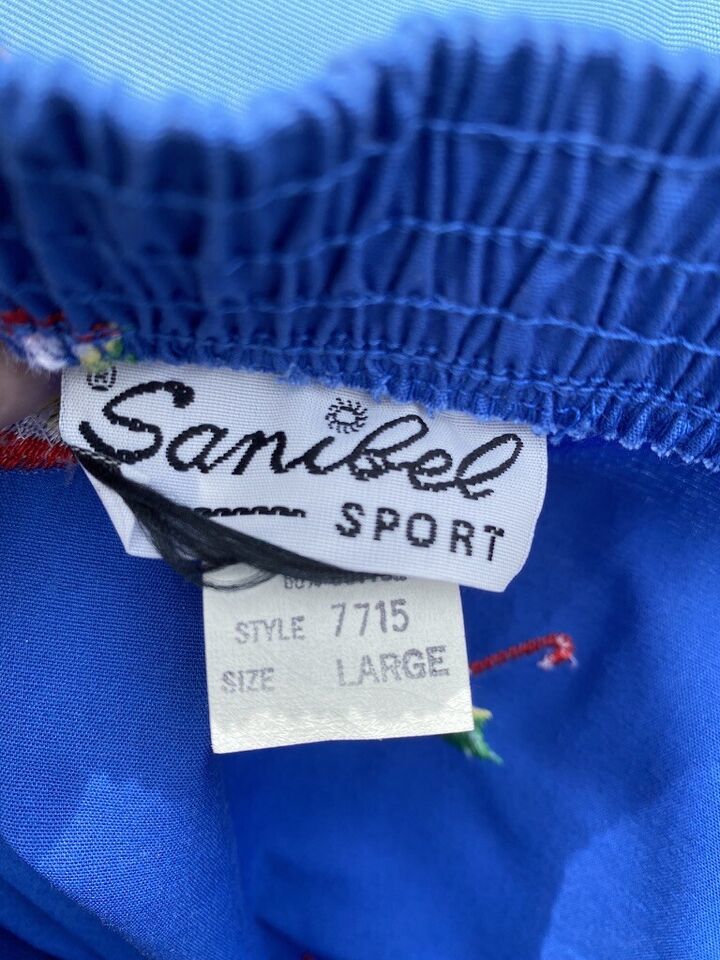 ® Sanibel
SPORT
STYLE 7715
SIZE LARGE